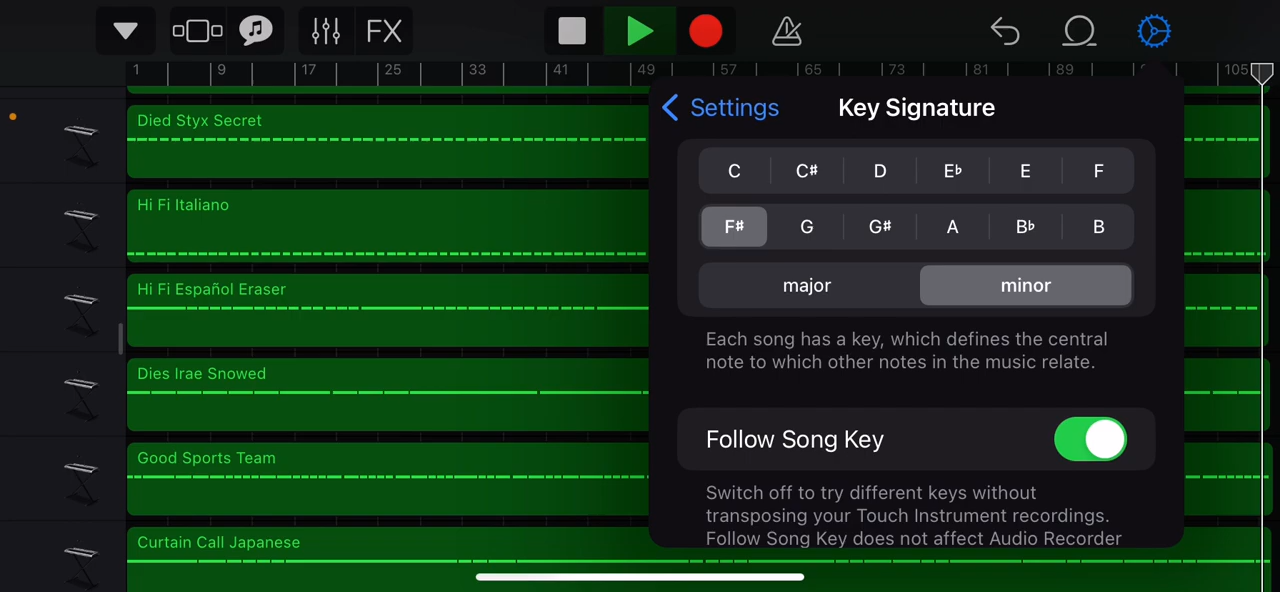 FX
1 9 17 25 33 41 49 57 65 73 81 89 105
Died Styx Secret
Hi Fi Italiano
Hi Fi Español Eraser
Dies Irae Snowed
Good Sports Team
Curtain Call Japanese
Settings Key Signature
C C# D E♭ E F
F# G G# A B♭ B
major minor
Each song has a key, which defines the central
note to which other notes in the music relate.
Follow Song Key
Switch off to try different keys without
transposing your Touch Instrument recordings.
Follow Song Key does not affect Audio Recorder